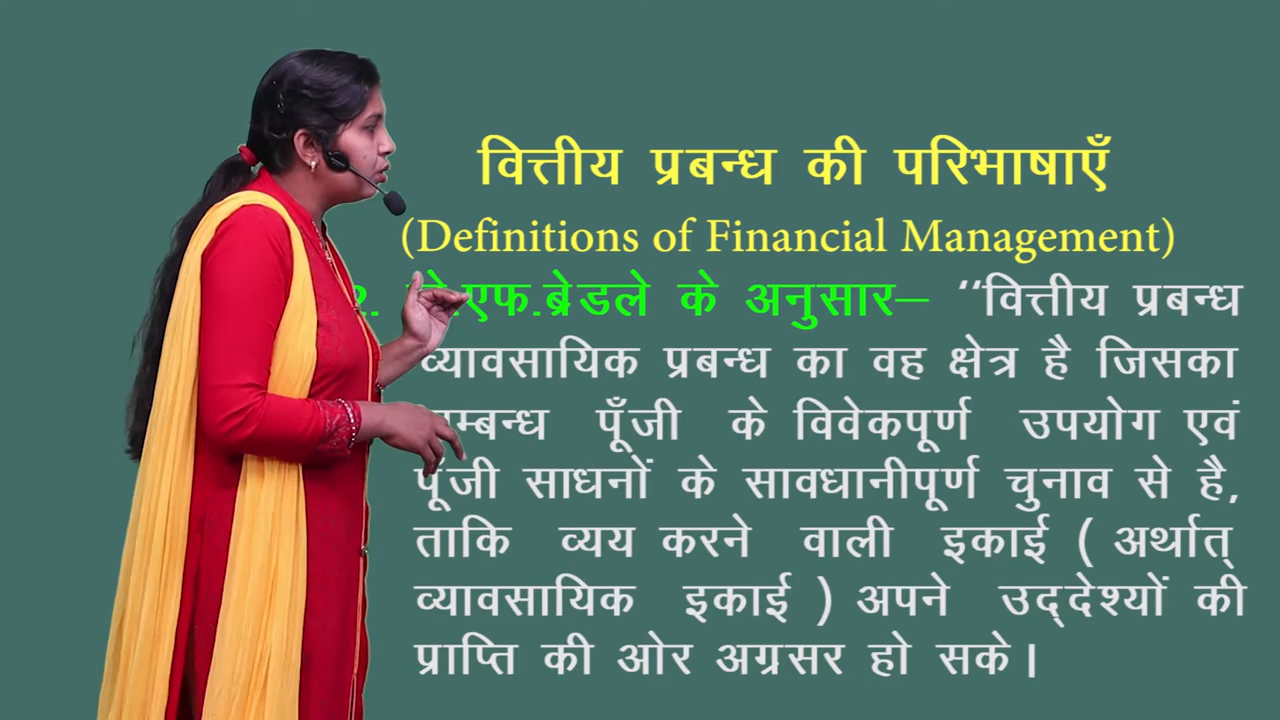 वित्तीय प्रबन्ध की परिभाषाएँ
(Definitions of Financial Management)
2. के अनुसार– ‘‘वित्तीय प्रबन्ध
व्यावसायिक प्रबन्ध का वह क्षेत्र है जिसका
पूँजी के विवेकपूर्ण उपयोग एवं
पूँजी साधनों के सावधानीपूर्ण चुनाव से है,
ताकि व्यय करने वाली इकाई ( अर्थात्
व्यावसायिक इकाई ) अपने उद्देश्यों की
प्राप्ति की ओर अग्रसर हो सके।